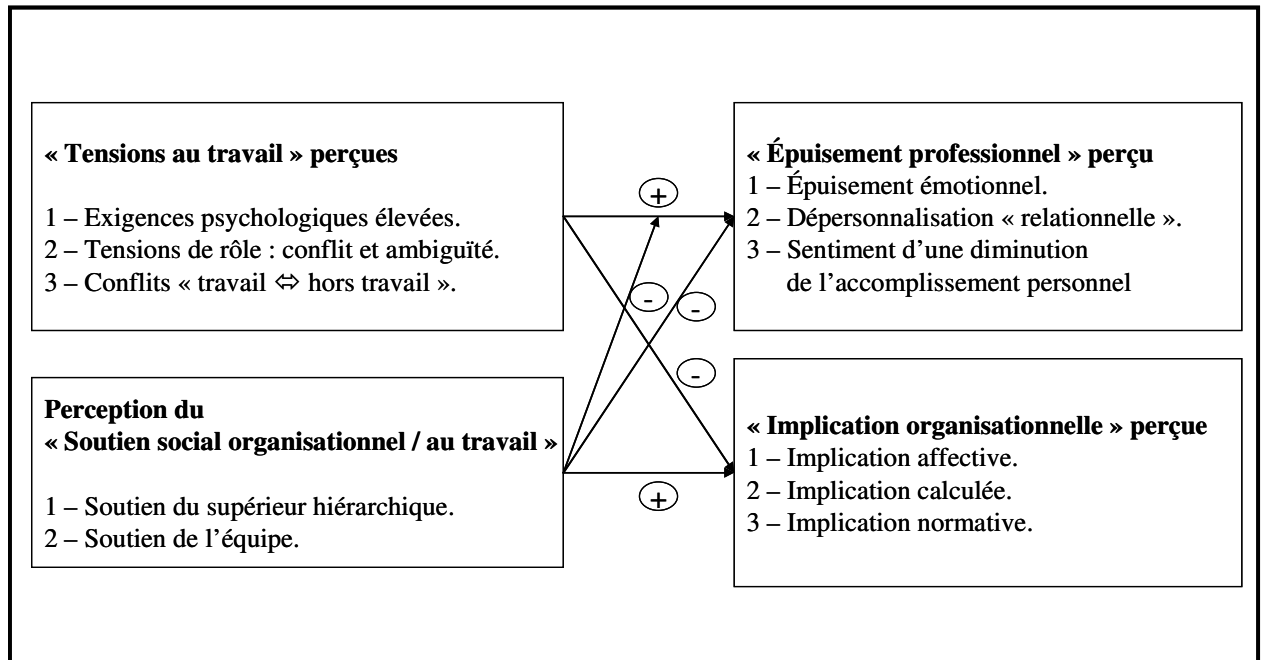 « Tensions au travail » perçues
1 – Exigences psychologiques élevées.
2 – Tensions de rôle : conflit et ambiguïté.
3 – Conflits « travail ⇔ hors travail ».
Perception du
« Soutien social organisationnel / au travail »
1 – Soutien du supérieur hiérarchique.
2 – Soutien de l’équipe.
+
-
-
-
+
« Épuisement professionnel » perçu
1 – Épuisement émotionnel.
2 – Dépersonnalisation « relationnelle ».
3 – Sentiment d’une diminution
de l’accomplissement personnel
« Implication organisationnelle » perçue
1 – Implication affective.
2 – Implication calculée.
3 – Implication normative.